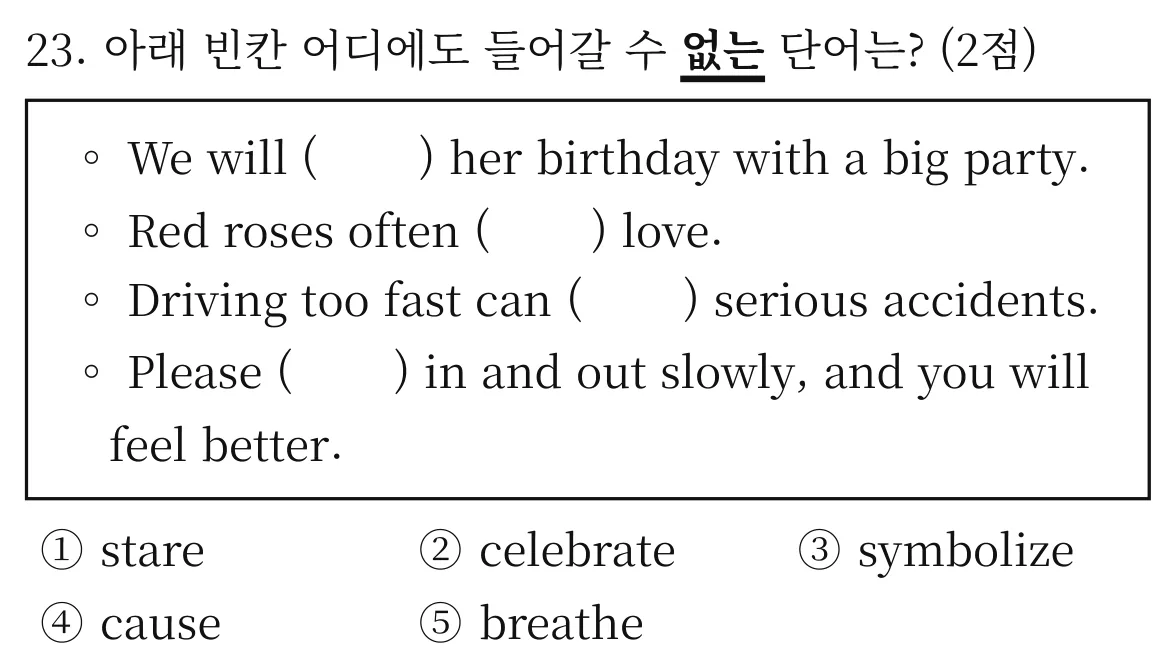 23. 아래 빈칸 어디에도 들어갈 수 없는 단어는? (2점)
◦ We will (     ) her birthday with a big party.
◦ Red roses often (     ) love.
◦ Driving too fast can (     ) serious accidents.
◦ Please (     ) in and out slowly, and you will
feel better.
① stare ② celebrate ③ symbolize
④ cause ⑤ breathe